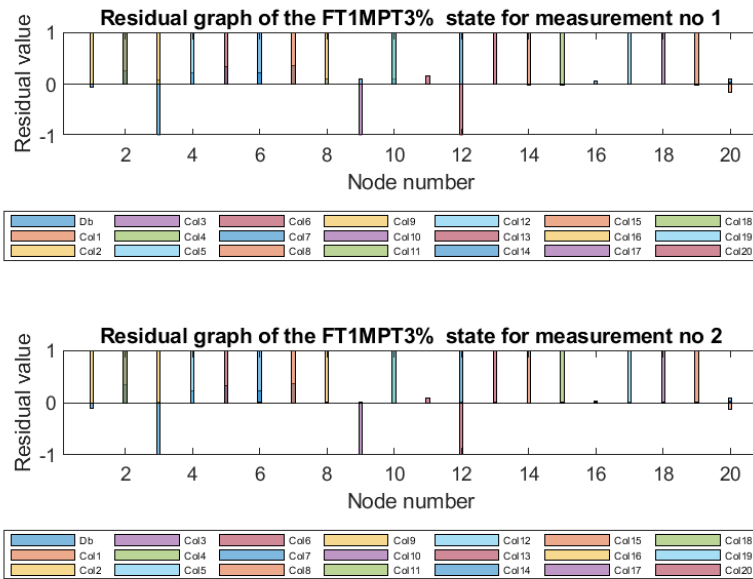 Residual graph of the FT1MPT3% state for measurement no 1
Residual value
1
0
-1
2 4 6 8 10 12 14 16 18 20
Node number
Db Col3 Col6 Col9 Col12 Col15 Col18
Col1 Col4 Col7 Col10 Col13 Col16 Col19
Col2 Col5 Col8 Col11 Col14 Col17 Col20
Residual graph of the FT1MPT3% state for measurement no 2
Residual value
1
0
-1
2 4 6 8 10 12 14 16 18 20
Node number
Db Col3 Col6 Col9 Col12 Col15 Col18
Col1 Col4 Col7 Col10 Col13 Col16 Col19
Col2 Col5 Col8 Col11 Col14 Col17 Col20